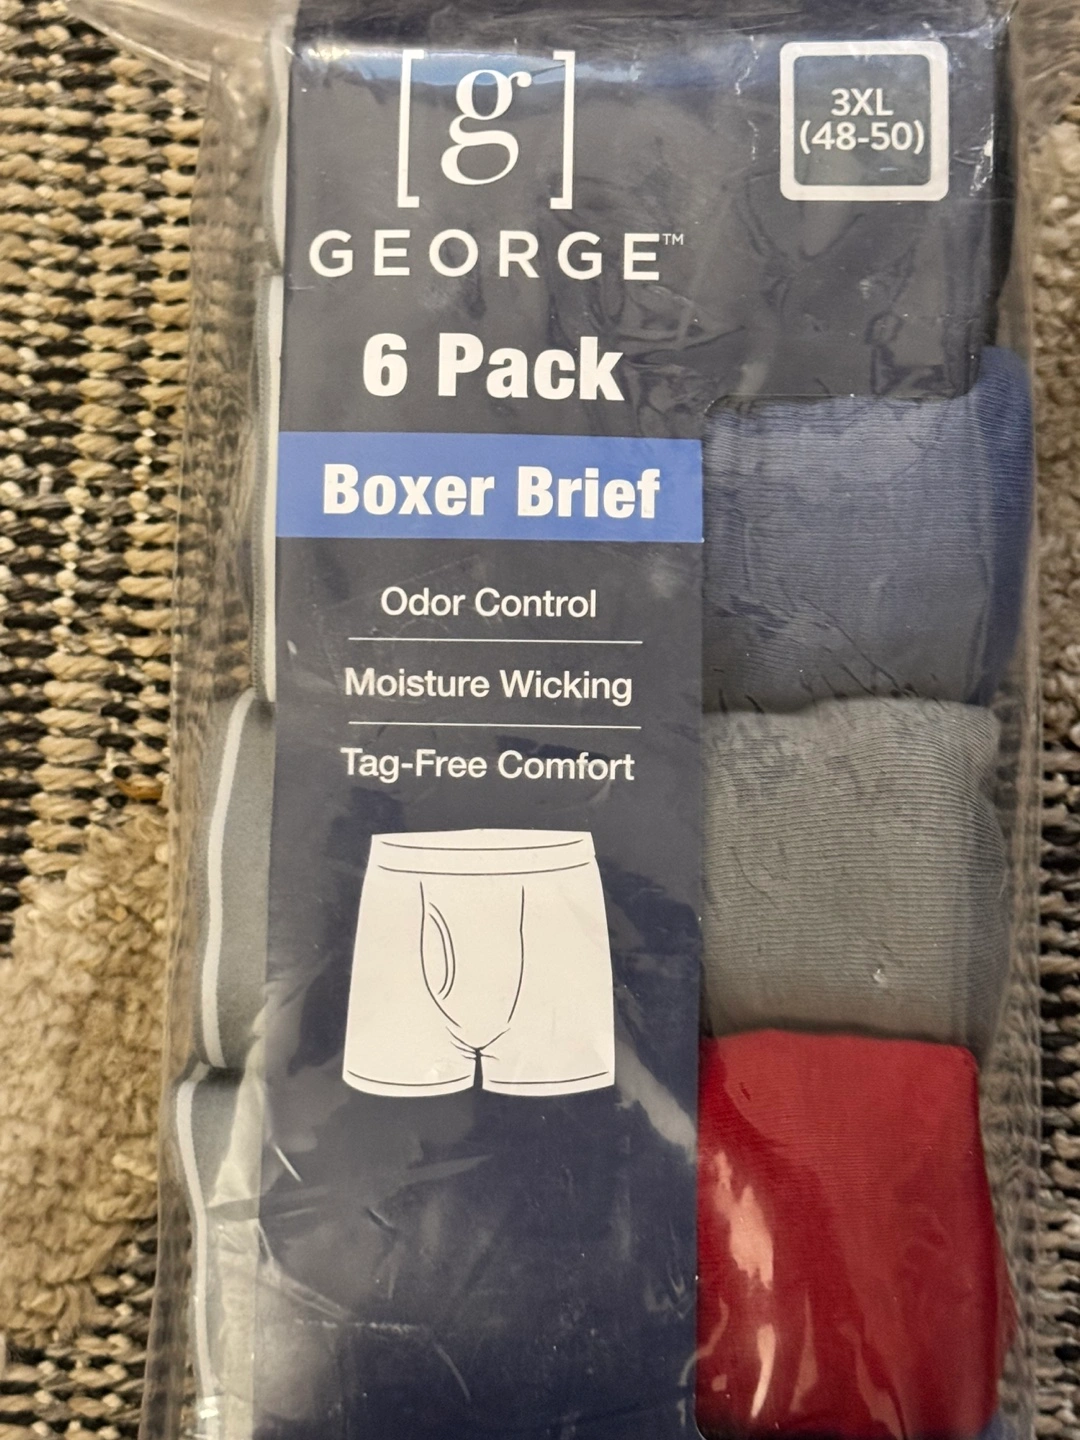 [g]
GEORGE™
3XL
(48-50)
6 Pack
Boxer Brief
Odor Control
Moisture Wicking
Tag-Free Comfort